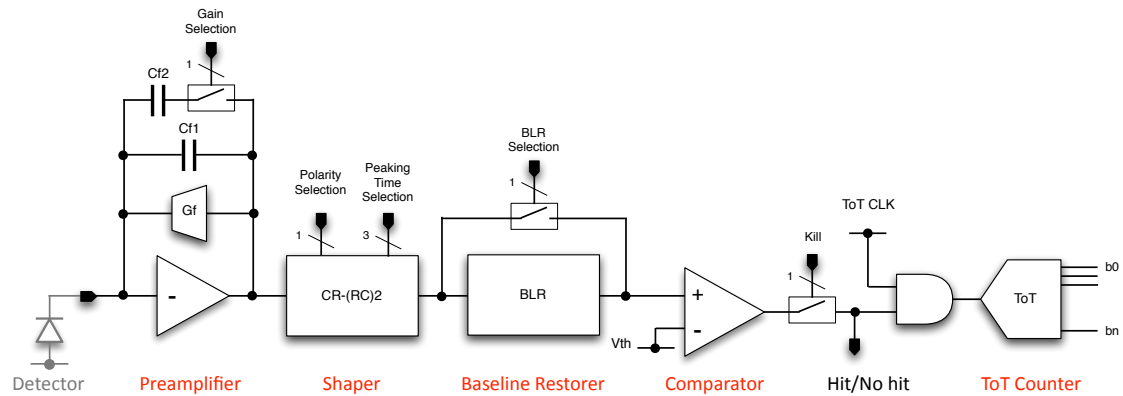 Gain
Selection
1
Cf2
Cf1
Gf
-
Polarity
Selection
1
Peaking
Time
Selection
3
CR-(RC)2
BLR
Selection
1
BLR
+
-
Vth
Kill
1
ToT CLK
ToT
b0
bn
Detector
Preamplifier
Shaper
Baseline Restorer
Comparator
Hit/No hit
ToT Counter